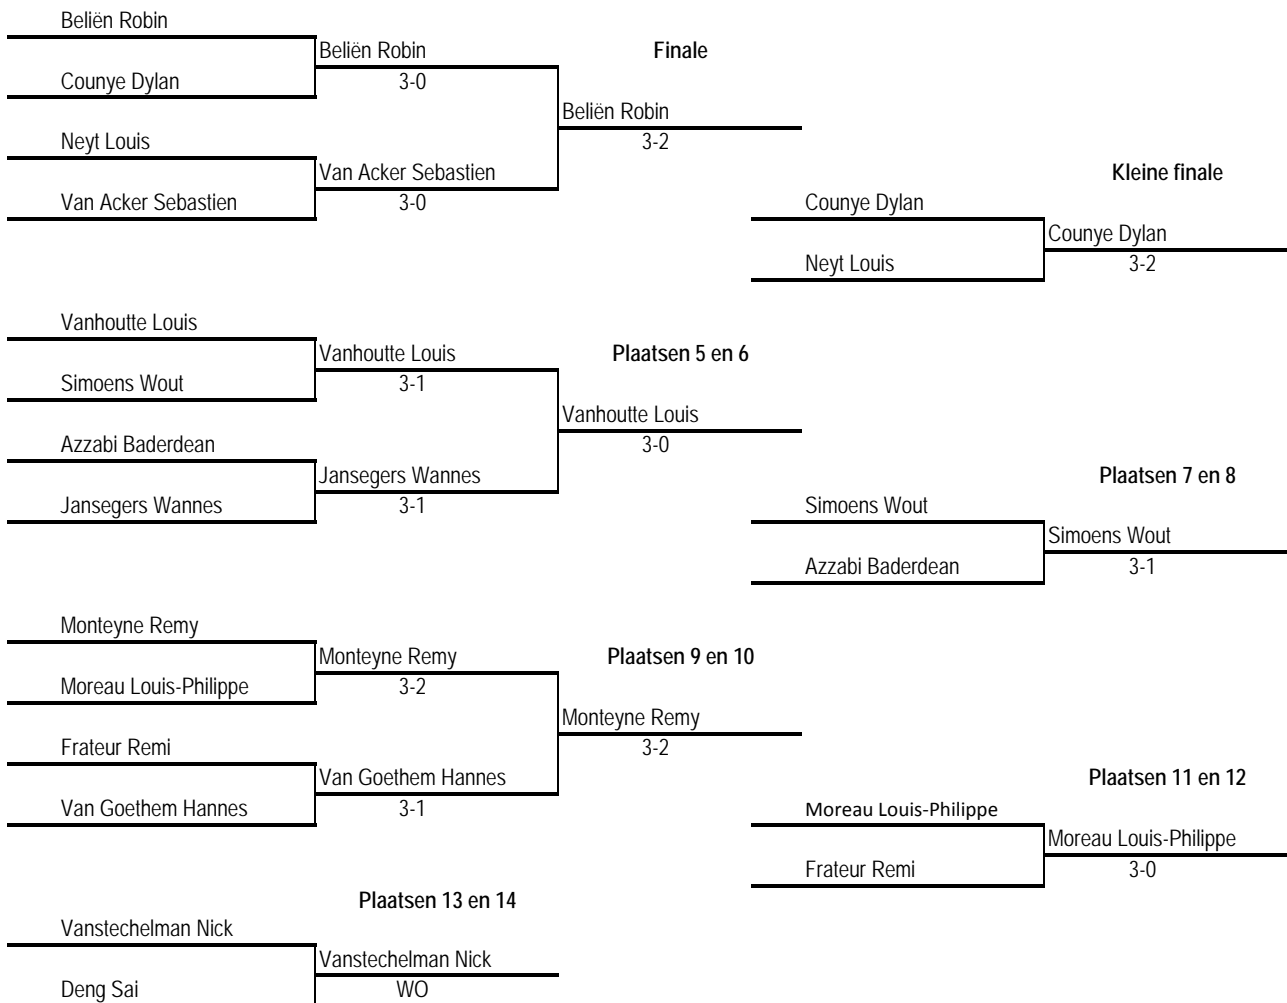 Beliën Robin
Beliën Robin
Finale
Counye Dylan
3-0
Beliën Robin
Neyt Louis
3-2
Van Acker Sebastien
Kleine finale
Van Acker Sebastien
3-0
Counye Dylan
Counye Dylan
Neyt Louis
3-2
Vanhoutte Louis
Vanhoutte Louis
Plaatsen 5 en 6
Simoens Wout
3-1
Vanhoutte Louis
Azzabi Baderdean
3-0
Jansegers Wannes
Plaatsen 7 en 8
Jansegers Wannes
3-1
Simoens Wout
Simoens Wout
Azzabi Baderdean
3-1
Monteyne Remy
Monteyne Remy
Plaatsen 9 en 10
Moreau Louis-Philippe
3-2
Monteyne Remy
Frateur Remi
3-2
Van Goethem Hannes
Plaatsen 11 en 12
Van Goethem Hannes
3-1
Moreau Louis-Philippe
Moreau Louis-Philippe
Frateur Remi
3-0
Plaatsen 13 en 14
Vanstechelman Nick
Vanstechelman Nick
Deng Sai
WO